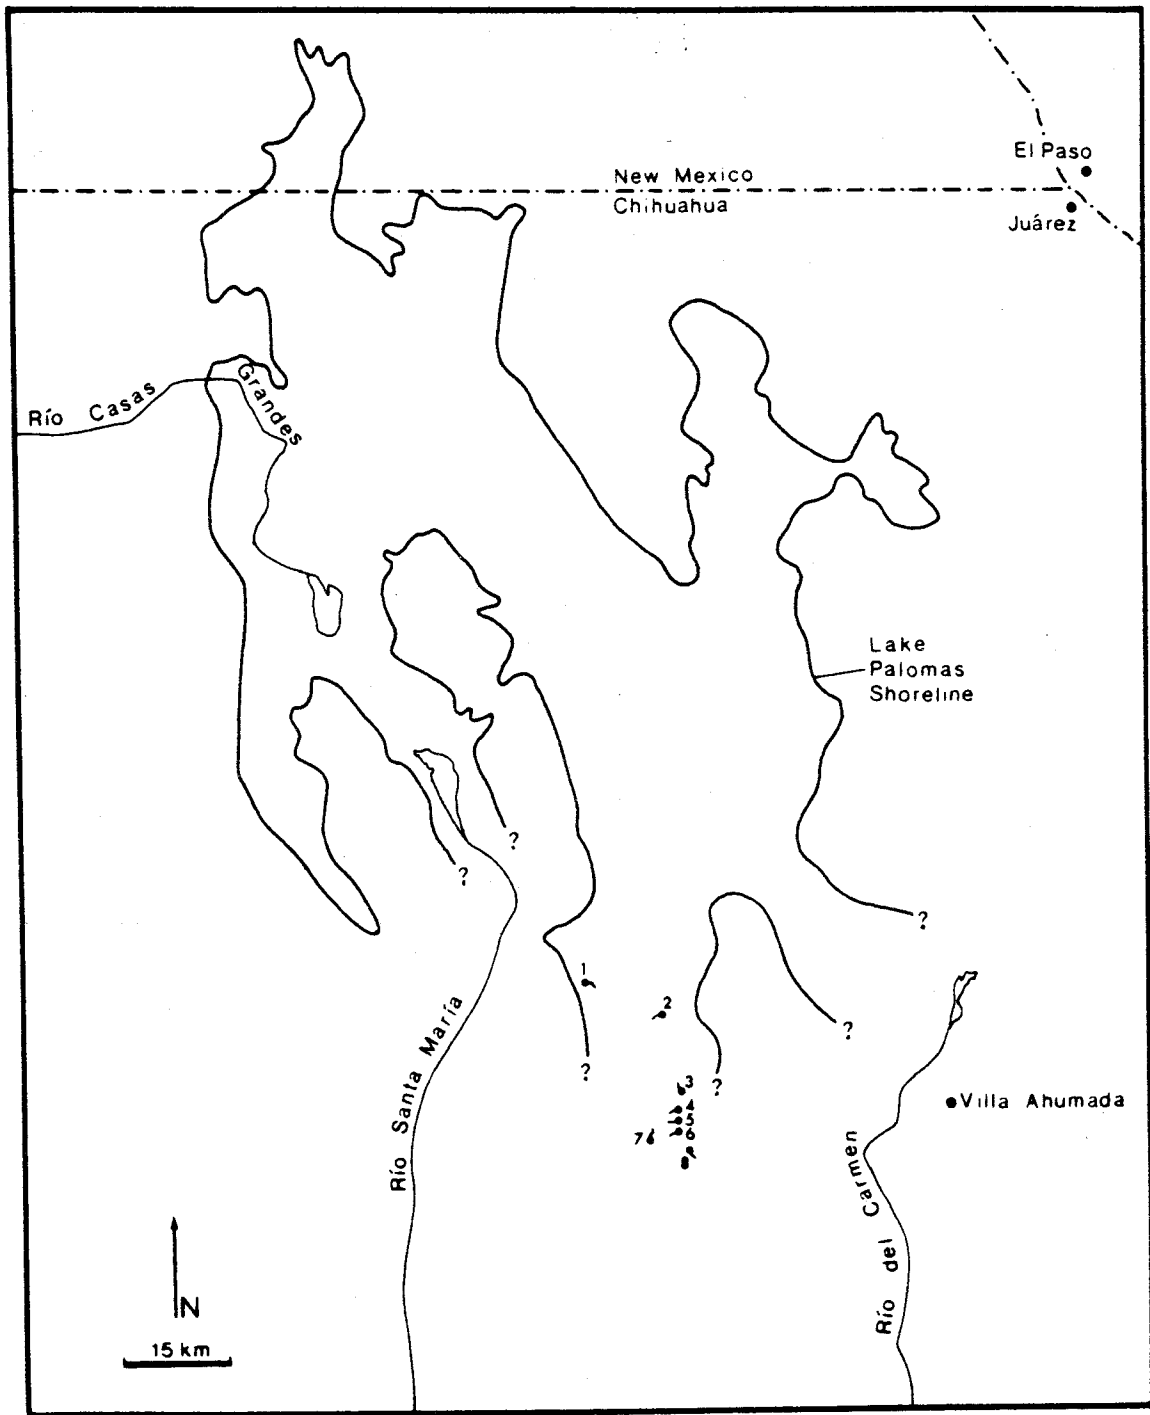 El Paso
New Mexico
Chihuahua
Juárez
Río Casas Grandes
Lake
Palomas
Shoreline
?
?
?
1
2
?
?
?
3
4
5
7 6
8
Villa Ahumada
Río Santa María
Río del Carmen
N
15 km